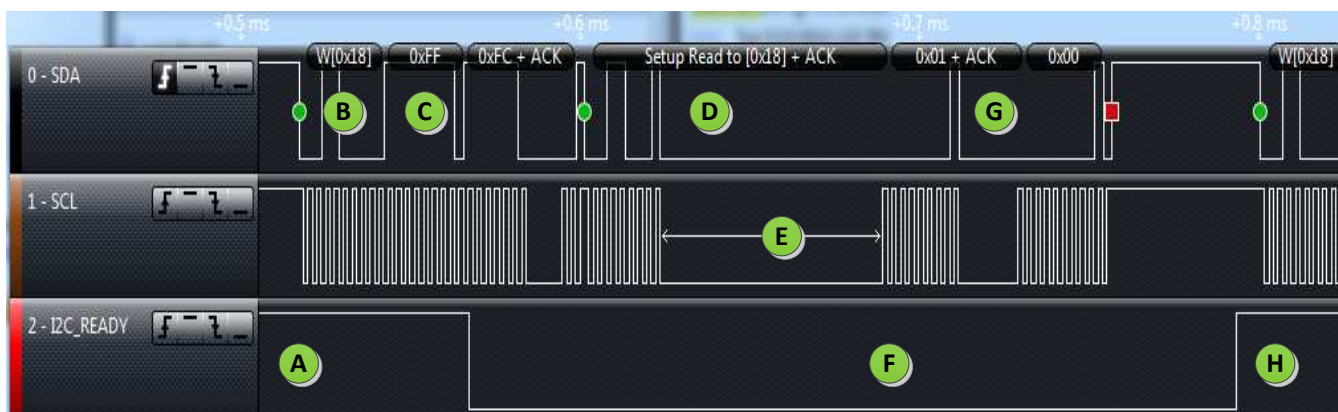 +0.5 ms +0.6 ms +0.7 ms +0.8 ms
W[0x18] 0xFF 0xFC + ACK Setup Read to [0x18] + ACK 0x01 + ACK 0x00 W[0x18]
0 - SDA
B C D G
1 - SCL
E
2 - I2C_READY
A F H